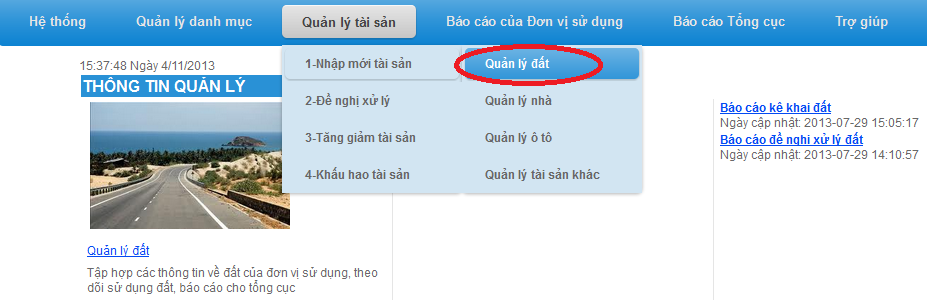 Hệ thống Quản lý danh mục Quản lý tài sản Báo cáo của Đơn vị sử dụng Báo cáo Tổng cục Trợ giúp
15:37:48 Ngày 4/11/2013
THÔNG TIN QUẢN LÝ
1-Nhập mới tài sản
2-Đề nghị xử lý
3-Tăng giảm tài sản
4-Khấu hao tài sản
Quản lý đất
Quản lý nhà
Quản lý ô tô
Quản lý tài sản khác
Báo cáo kê khai đất
Ngày cập nhật: 2013-07-29 15:05:17
Báo cáo đề nghị xử lý đất
Ngày cập nhật: 2013-07-29 14:10:57
Quản lý đất
Tập hợp các thông tin về đất của đơn vị sử dụng, theo
dõi sử dụng đất, báo cáo cho tổng cục